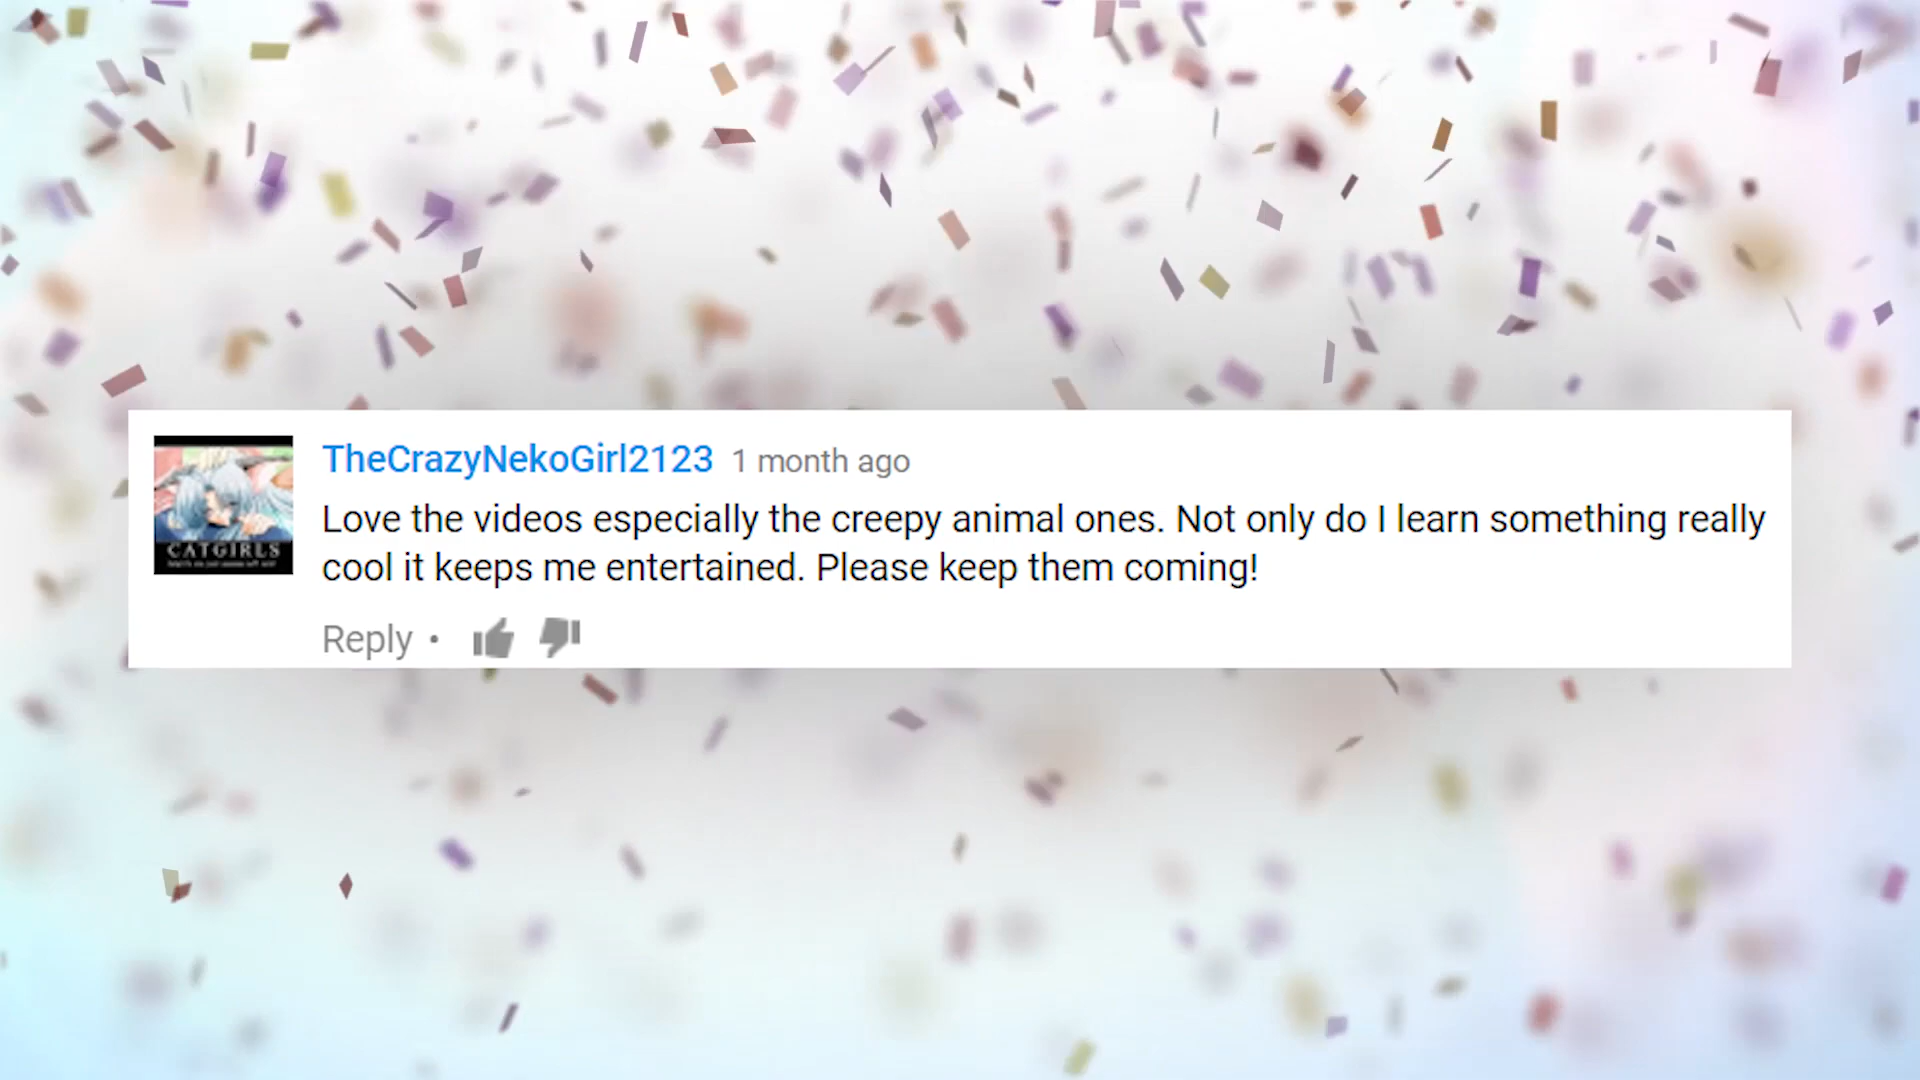 TheCrazyNekoGirl2123 1 month ago
Love the videos especially the creepy animal ones. Not only do I learn something really
cool it keeps me entertained. Please keep them coming!
CATGIRLS
Reply •